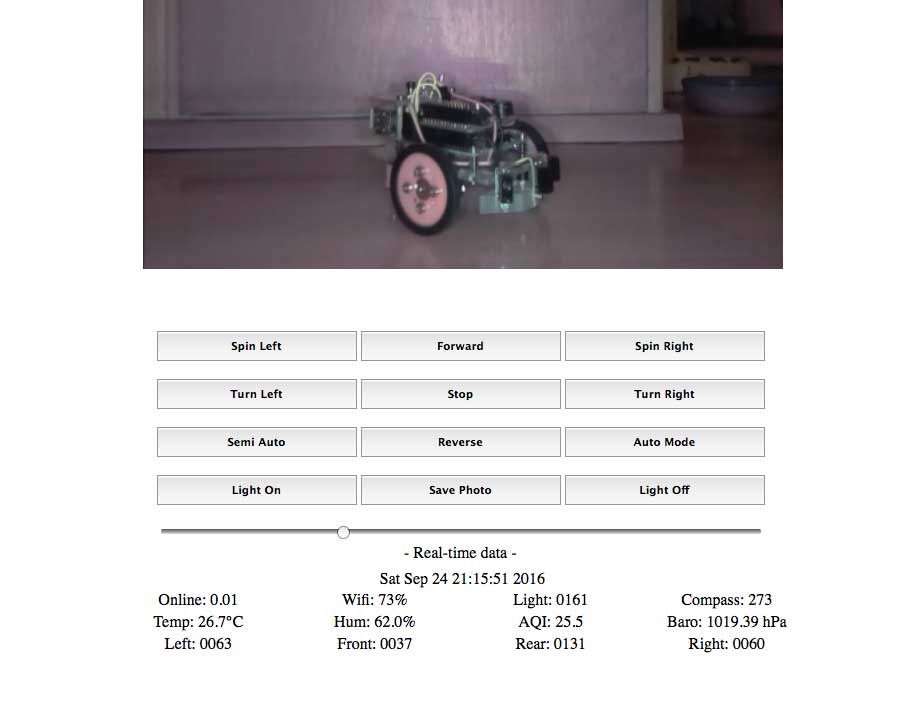 Spin Left Forward Spin Right
Turn Left Stop Turn Right
Semi Auto Reverse Auto Mode
Light On Save Photo Light Off
- Real-time data -
Sat Sep 24 21:15:51 2016
Online: 0.01 Wifi: 73% Light: 0161 Compass: 273
Temp: 26.7°C Hum: 62.0% AQI: 25.5 Baro: 1019.39 hPa
Left: 0063 Front: 0037 Rear: 0131 Right: 0060